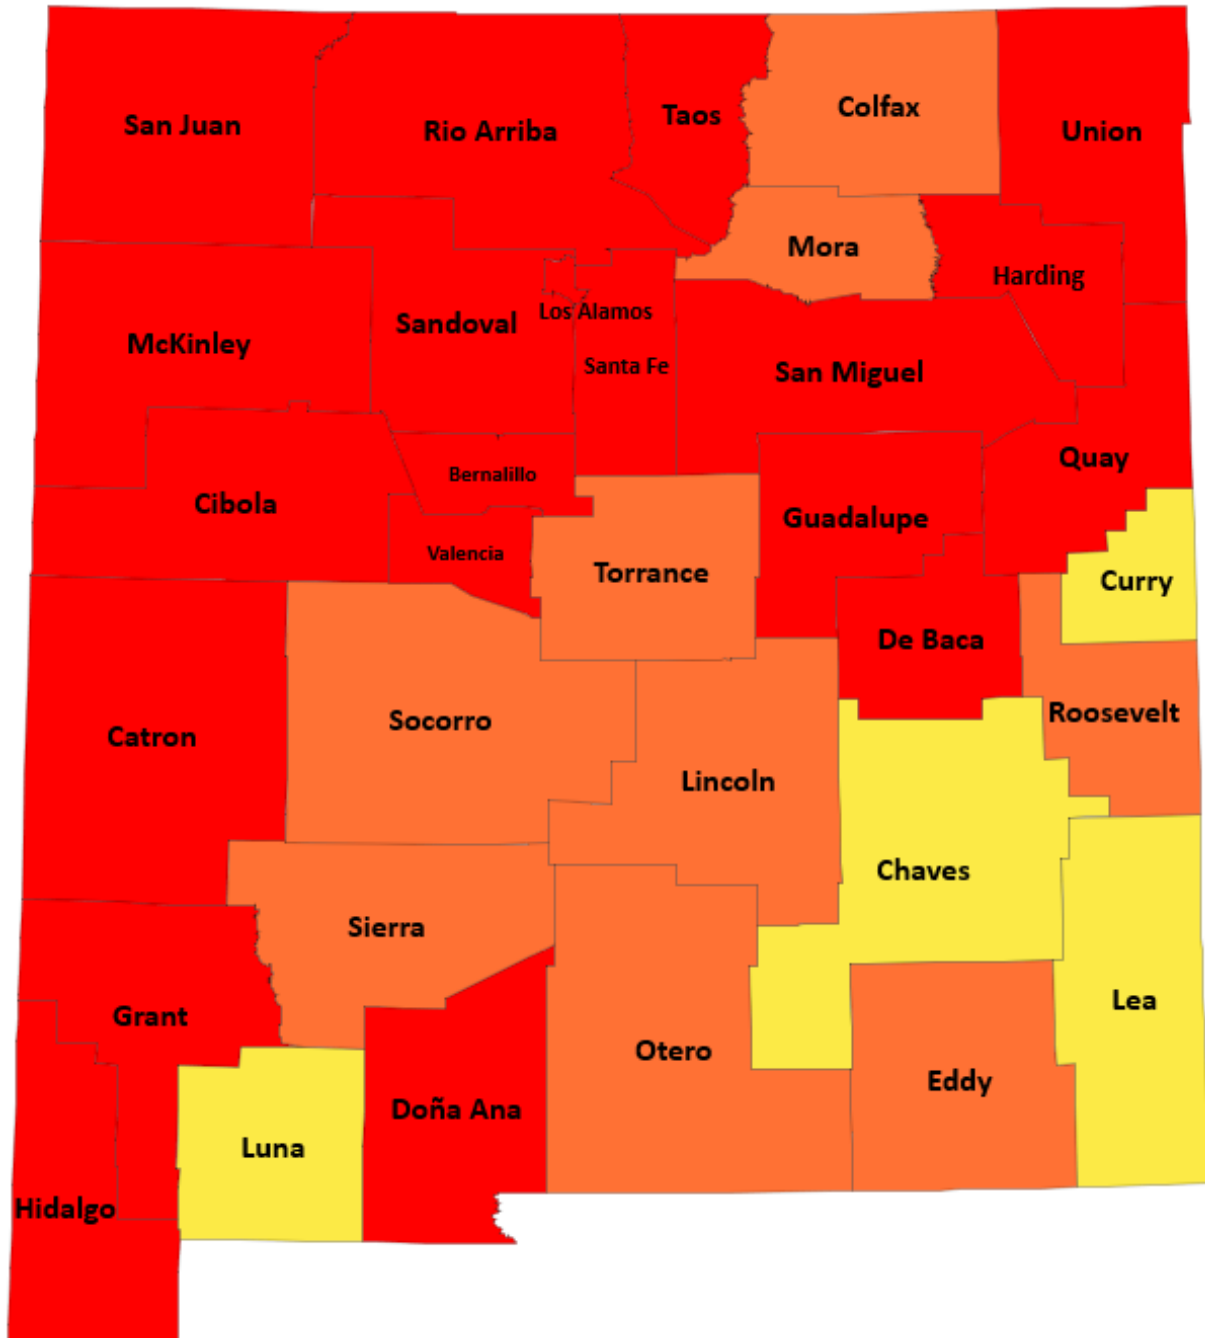 San Juan
Rio Arriba
Taos
Colfax
Union
Mora
Harding
McKinley
Sandoval
Los Alamos
Santa Fe
San Miguel
Quay
Cibola
Bernalillo
Guadalupe
Valencia
Torrance
Curry
De Baca
Catron
Socorro
Roosevelt
Lincoln
Chaves
Sierra
Lea
Grant
Otero
Eddy
Doña Ana
Luna
Hidalgo